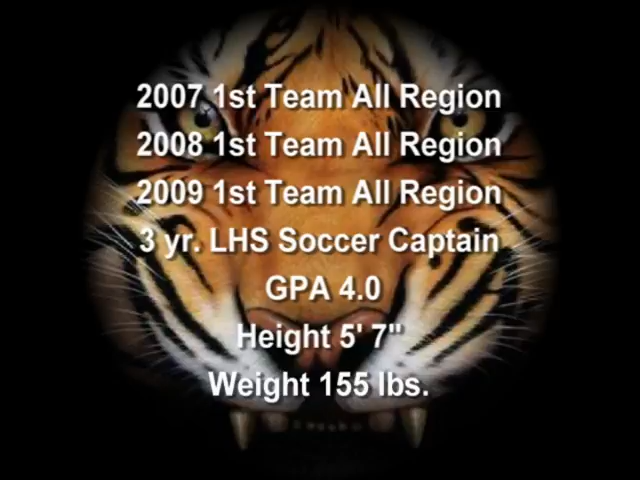 2007 1st Team All Region
2008 1st Team All Region
2009 1st Team All Region
3 yr. LHS Soccer Captain
GPA 4.0
Height 5' 7"
Weight 155 lbs.